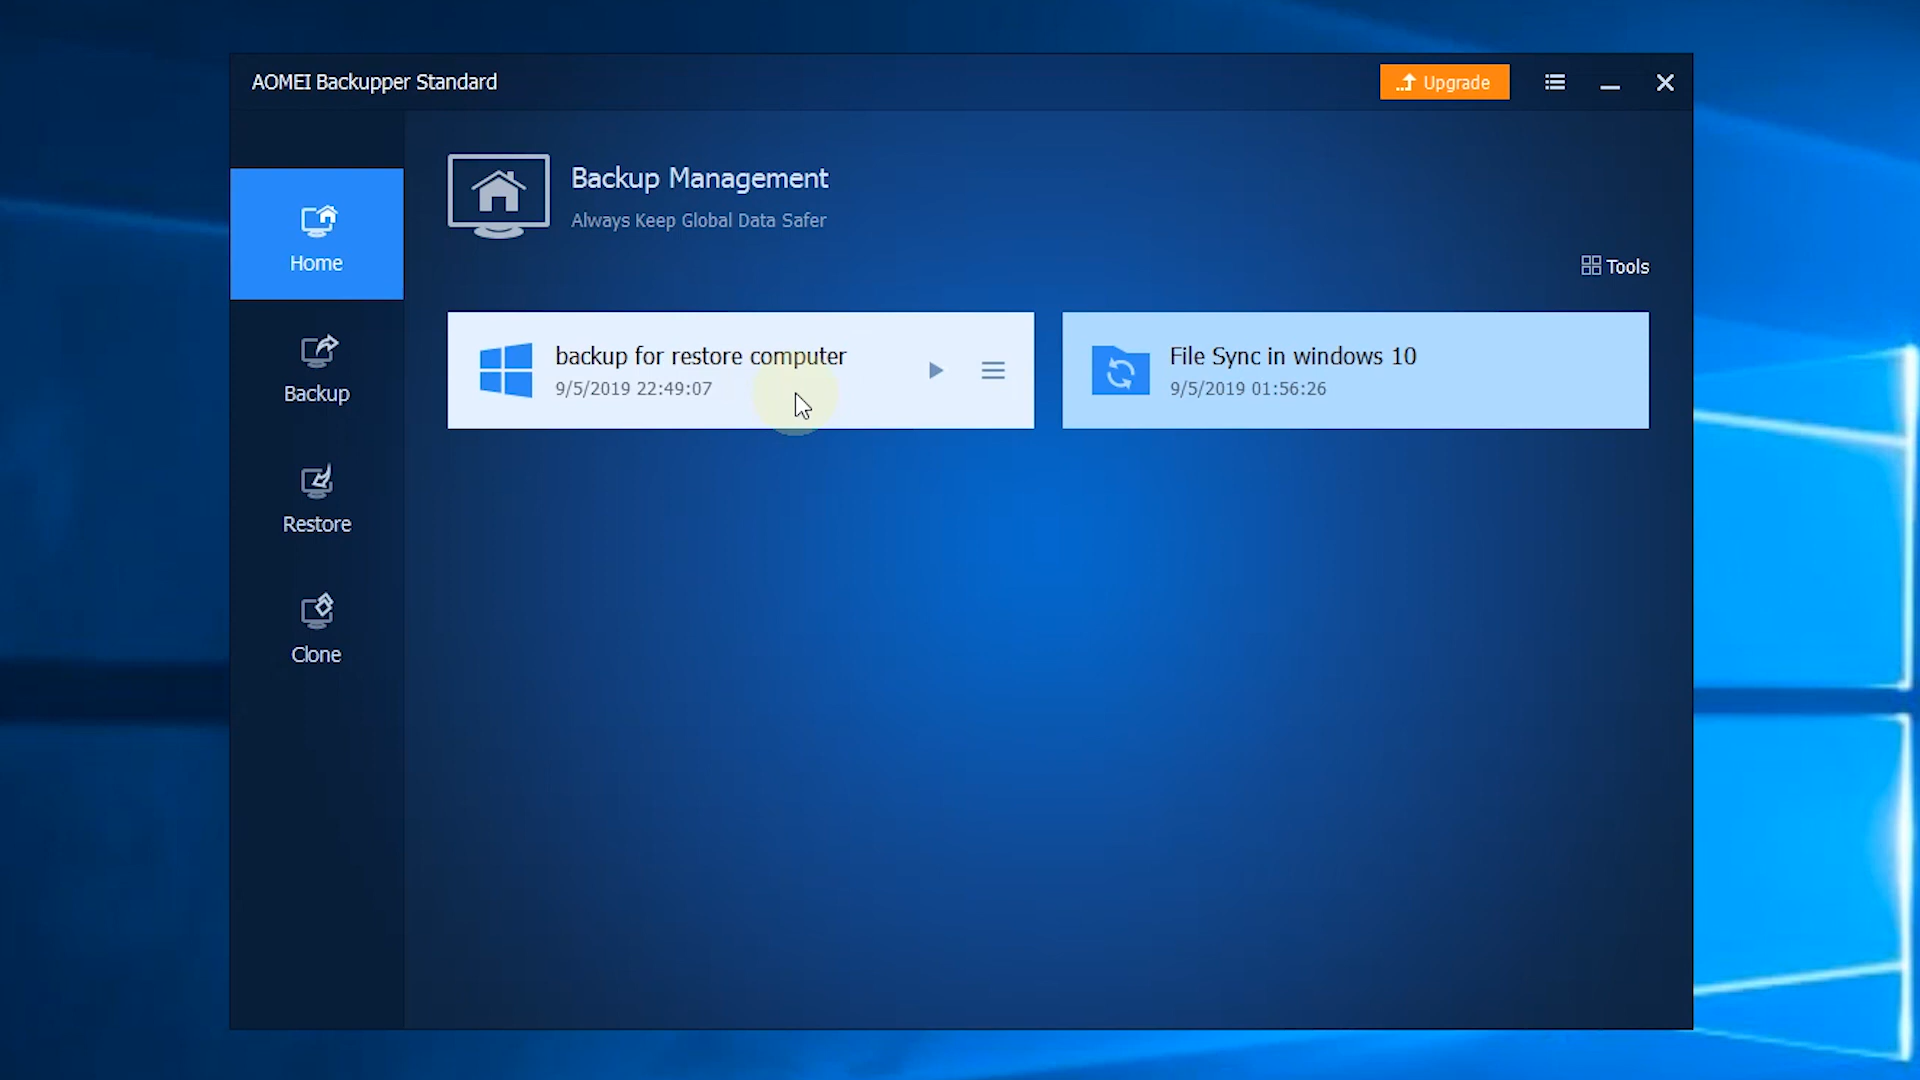 AOMEI Backupper Standard
Upgrade
Backup Management
Always Keep Global Data Safer
Tools
Home
Backup
Restore
Clone
backup for restore computer
9/5/2019 22:49:07
File Sync in windows 10
9/5/2019 01:56:26